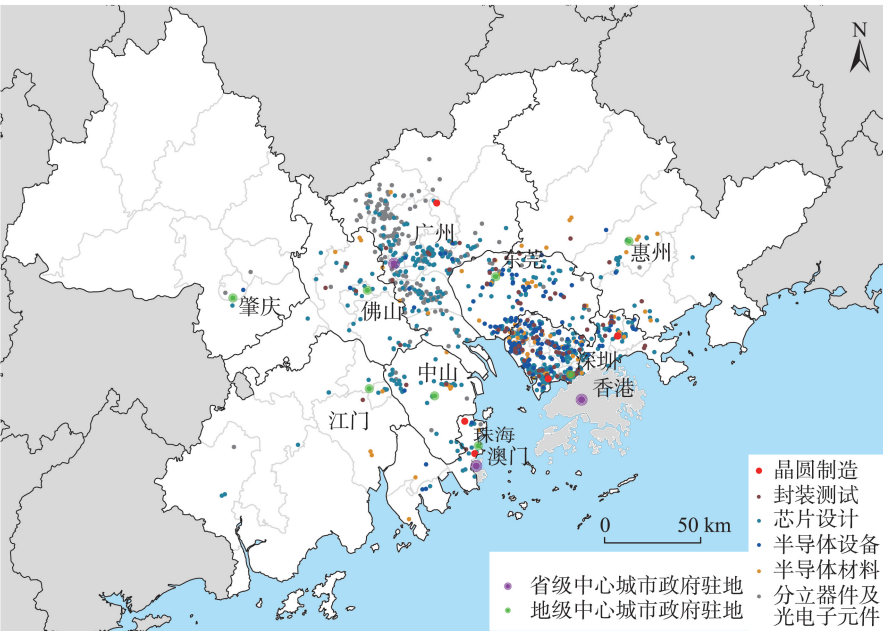 N
广州
东莞
惠州
肇庆
佛山
深圳
中山
香港
江门
珠海
澳门
晶圆制造
封装测试
芯片设计
半导体设备
半导体材料
分立器件及
光电子元件
0 50 km
省级中心城市政府驻地
地级中心城市政府驻地